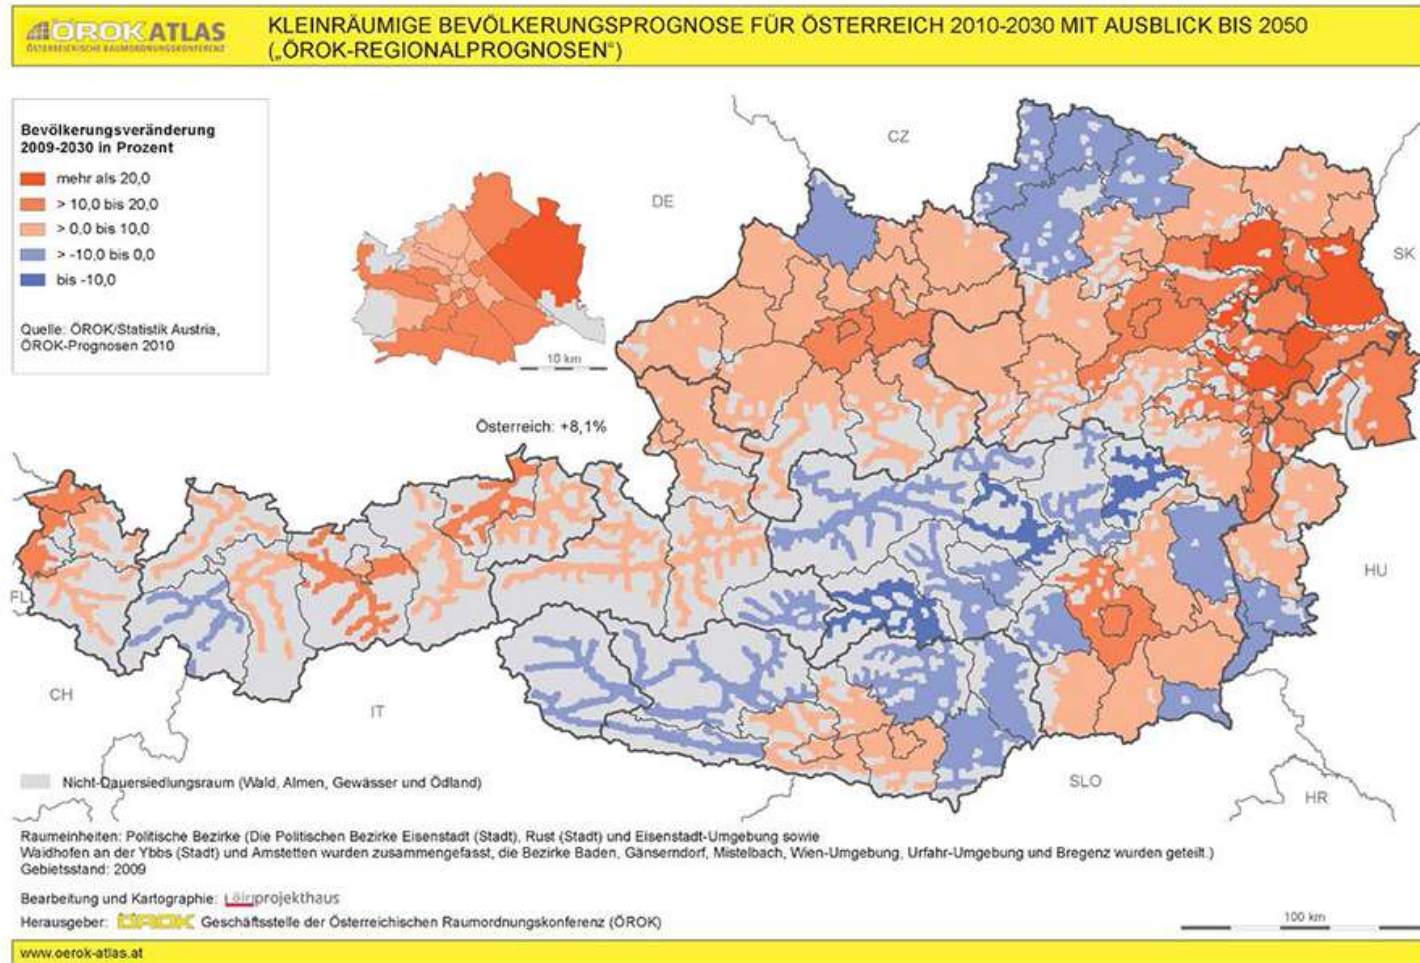 ÖROK ATLAS
ÖSTERREICHISCHE RAUMORDNUNGSKONFERENZ
KLEINRÄUMIGE BEVÖLKERUNGSPROGNOSE FÜR ÖSTERREICH 2010-2030 MIT AUSBLICK BIS 2050
(„ÖROK-REGIONALPROGNOSEN“)
Bevölkerungsveränderung
2009-2030 in Prozent
mehr als 20,0
> 10,0 bis 20,0
> 0,0 bis 10,0
> -10,0 bis 0,0
bis -10,0
Quelle: ÖROK/Statistik Austria,
ÖROK-Prognosen 2010
10 km
Österreich: +8,1%
CZ
DE
SK
HU
FL
CH
IT
SLO
HR
Nicht-Dauersiedlungsraum (Wald, Almen, Gewässer und Ödland)
Raumeinheiten: Politische Bezirke (Die Politischen Bezirke Eisenstadt (Stadt), Rust (Stadt) und Eisenstadt-Umgebung sowie
Waidhofen an der Ybbs (Stadt) und Amstetten wurden zusammengefasst, die Bezirke Baden, Gänserndorf, Mistelbach, Wien-Umgebung, Urfahr-Umgebung und Bregenz wurden geteilt.)
Gebietsstand: 2009
Bearbeitung und Kartographie: projekthaus
Herausgeber: ÖROK Geschäftsstelle der Österreichischen Raumordnungskonferenz (ÖROK)
100 km
www.oerok-atlas.at